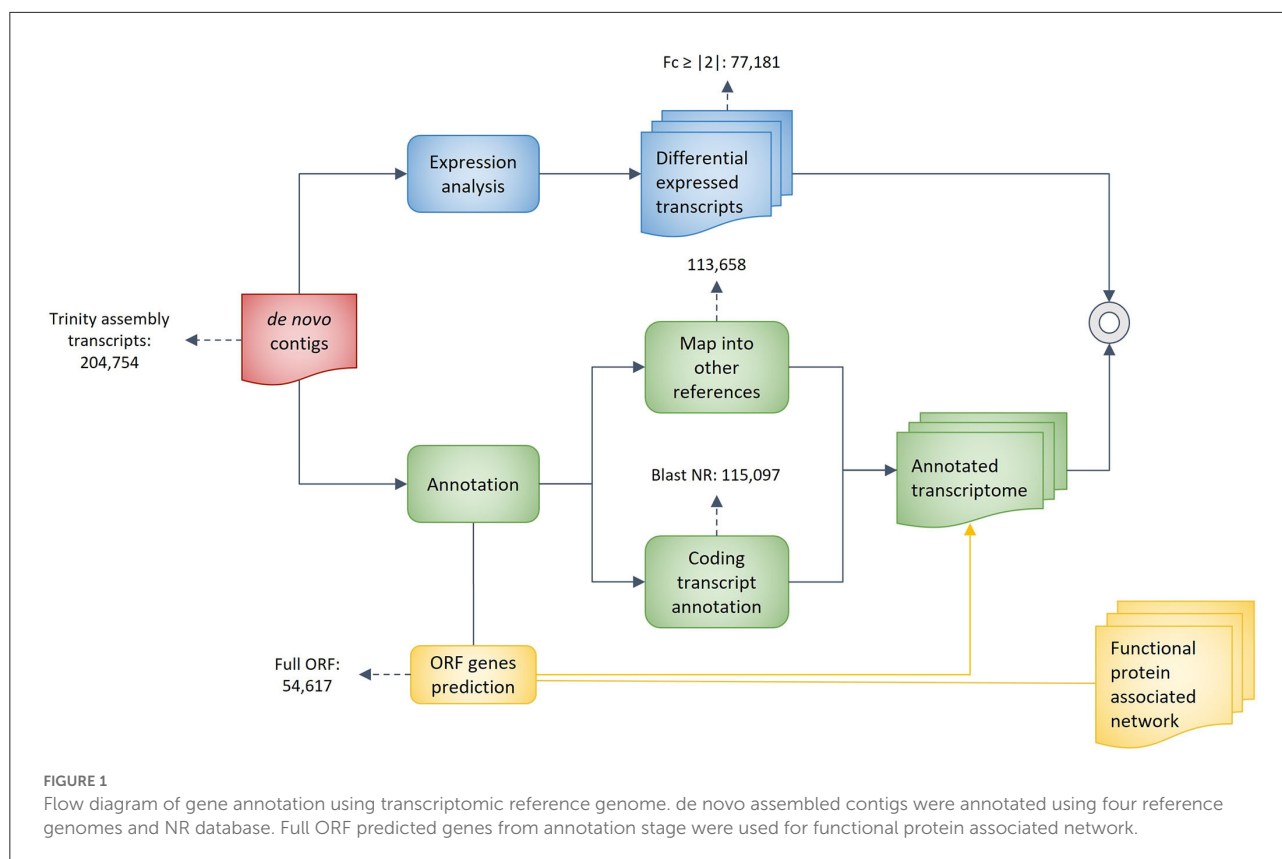 Fc ≥ |2|: 77,181
Expression
analysis
Differential
expressed
transcripts
113,658
Trinity assembly
transcripts:
204,754
de novo
contigs
Map into
other
references
Annotation
Blast NR: 115,097
Annotated
transcriptome
Coding
transcript
annotation
Full ORF:
54,617
ORF genes
prediction
Functional
protein
associated
network
FIGURE 1
Flow diagram of gene annotation using transcriptomic reference genome. de novo assembled contigs were annotated using four reference
genomes and NR database. Full ORF predicted genes from annotation stage were used for functional protein associated network.